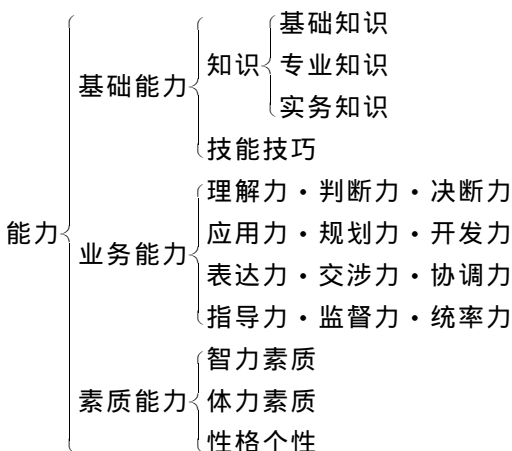 基础知识
知识 专业知识
基础能力
实务知识
技能技巧
理解力·判断力·决断力
能力 应用力·规划力·开发力
业务能力
表达力·交涉力·协调力
指导力·监督力·统率力
智力素质
素质能力 体力素质
性格个性